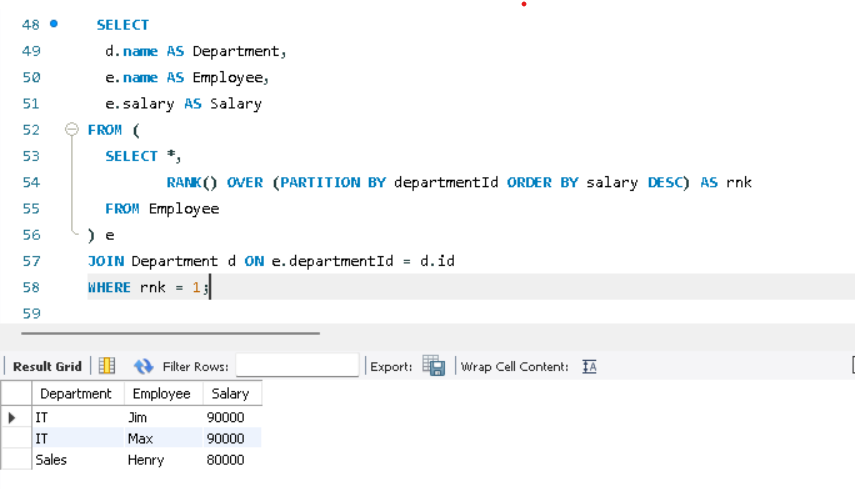 48 SELECT
49 d.name AS Department,
50 e.name AS Employee,
51 e.salary AS Salary
52 FROM (
53 SELECT *,
54 RANK() OVER (PARTITION BY departmentId ORDER BY salary DESC) AS rnk
55 FROM Employee
56 ) e
57 JOIN Department d ON e.departmentId = d.id
58 WHERE rnk = 1;
59
Result Grid Filter Rows: Export: Wrap Cell Content:
Department Employee Salary
IT Jim 90000
IT Max 90000
Sales Henry 80000